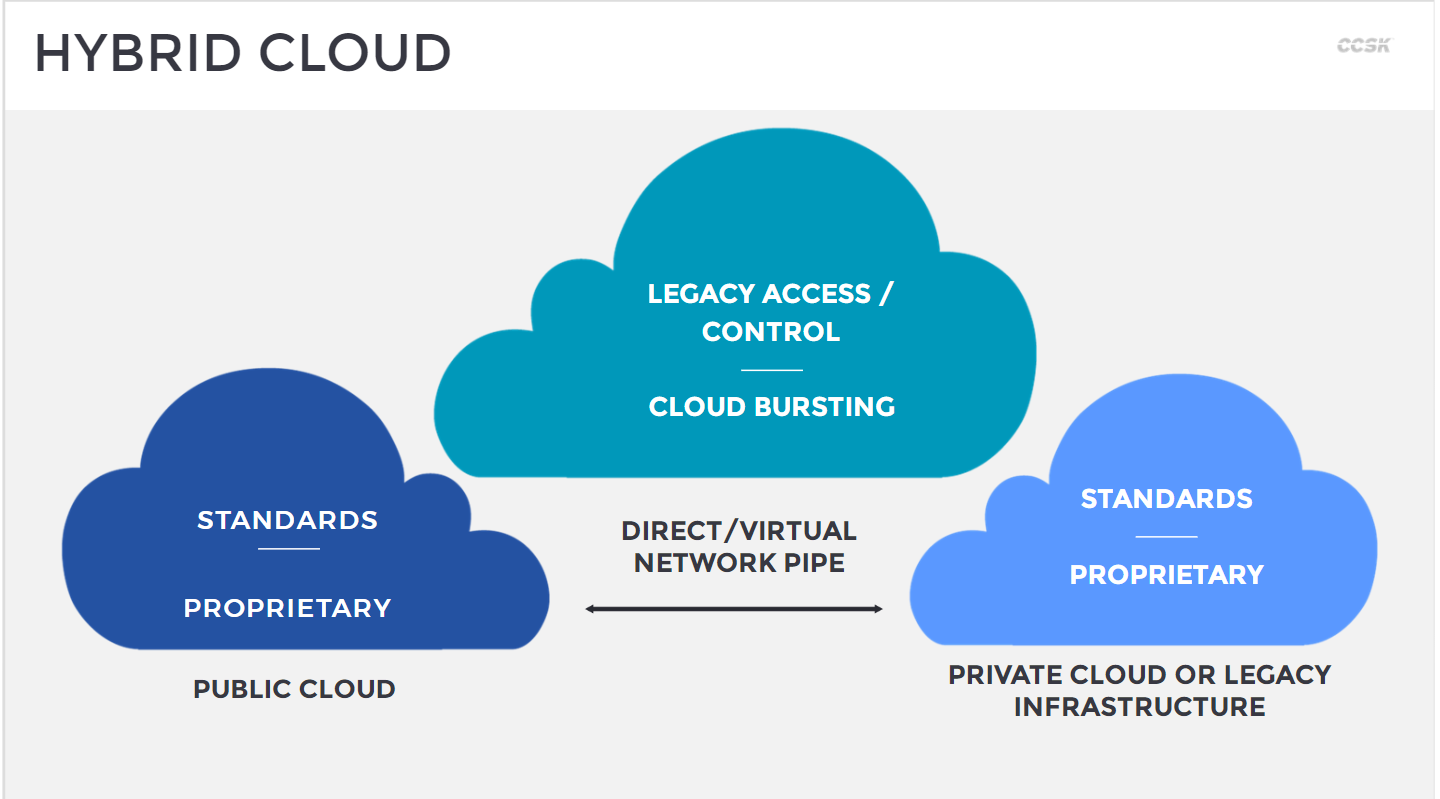 HYBRID CLOUD
CCSK
LEGACY ACCESS /
CONTROL
CLOUD BURSTING
STANDARDS
PROPRIETARY
PUBLIC CLOUD
DIRECT/VIRTUAL
NETWORK PIPE
STANDARDS
PROPRIETARY
PRIVATE CLOUD OR LEGACY
INFRASTRUCTURE